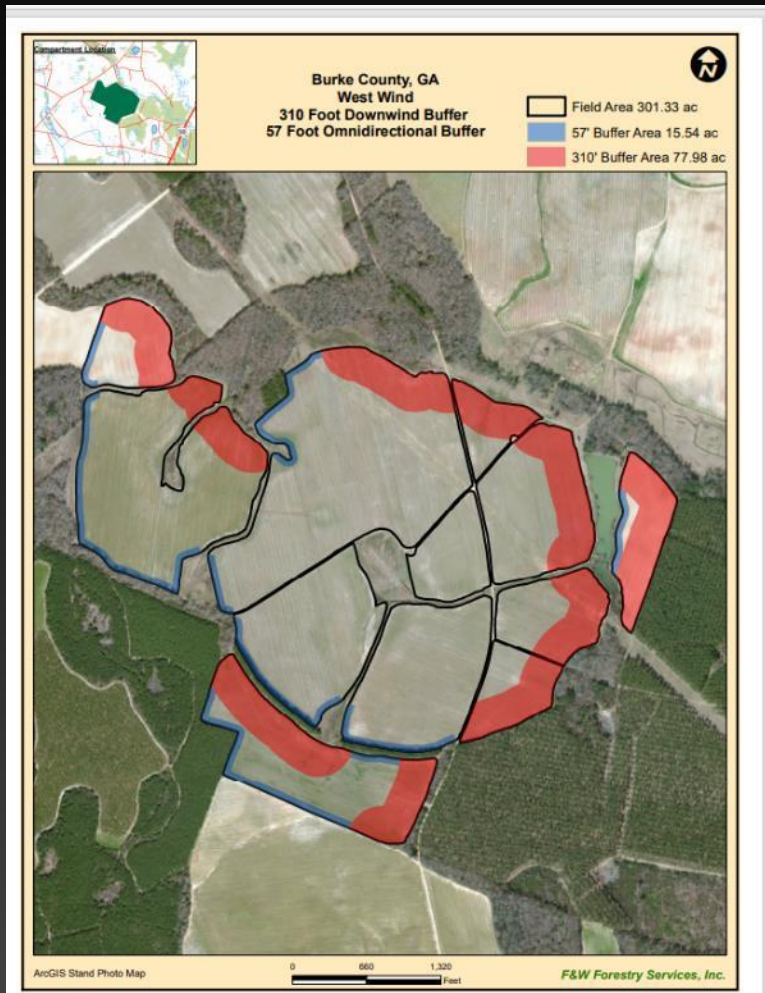 Compartment Location
Burke County, GA
West Wind
310 Foot Downwind Buffer
57 Foot Omnidirectional Buffer
N
Field Area 301.33 ac
57' Buffer Area 15.54 ac
310' Buffer Area 77.98 ac
ArcGIS Stand Photo Map
0 660 1,320
Feet
F&W Forestry Services, Inc.